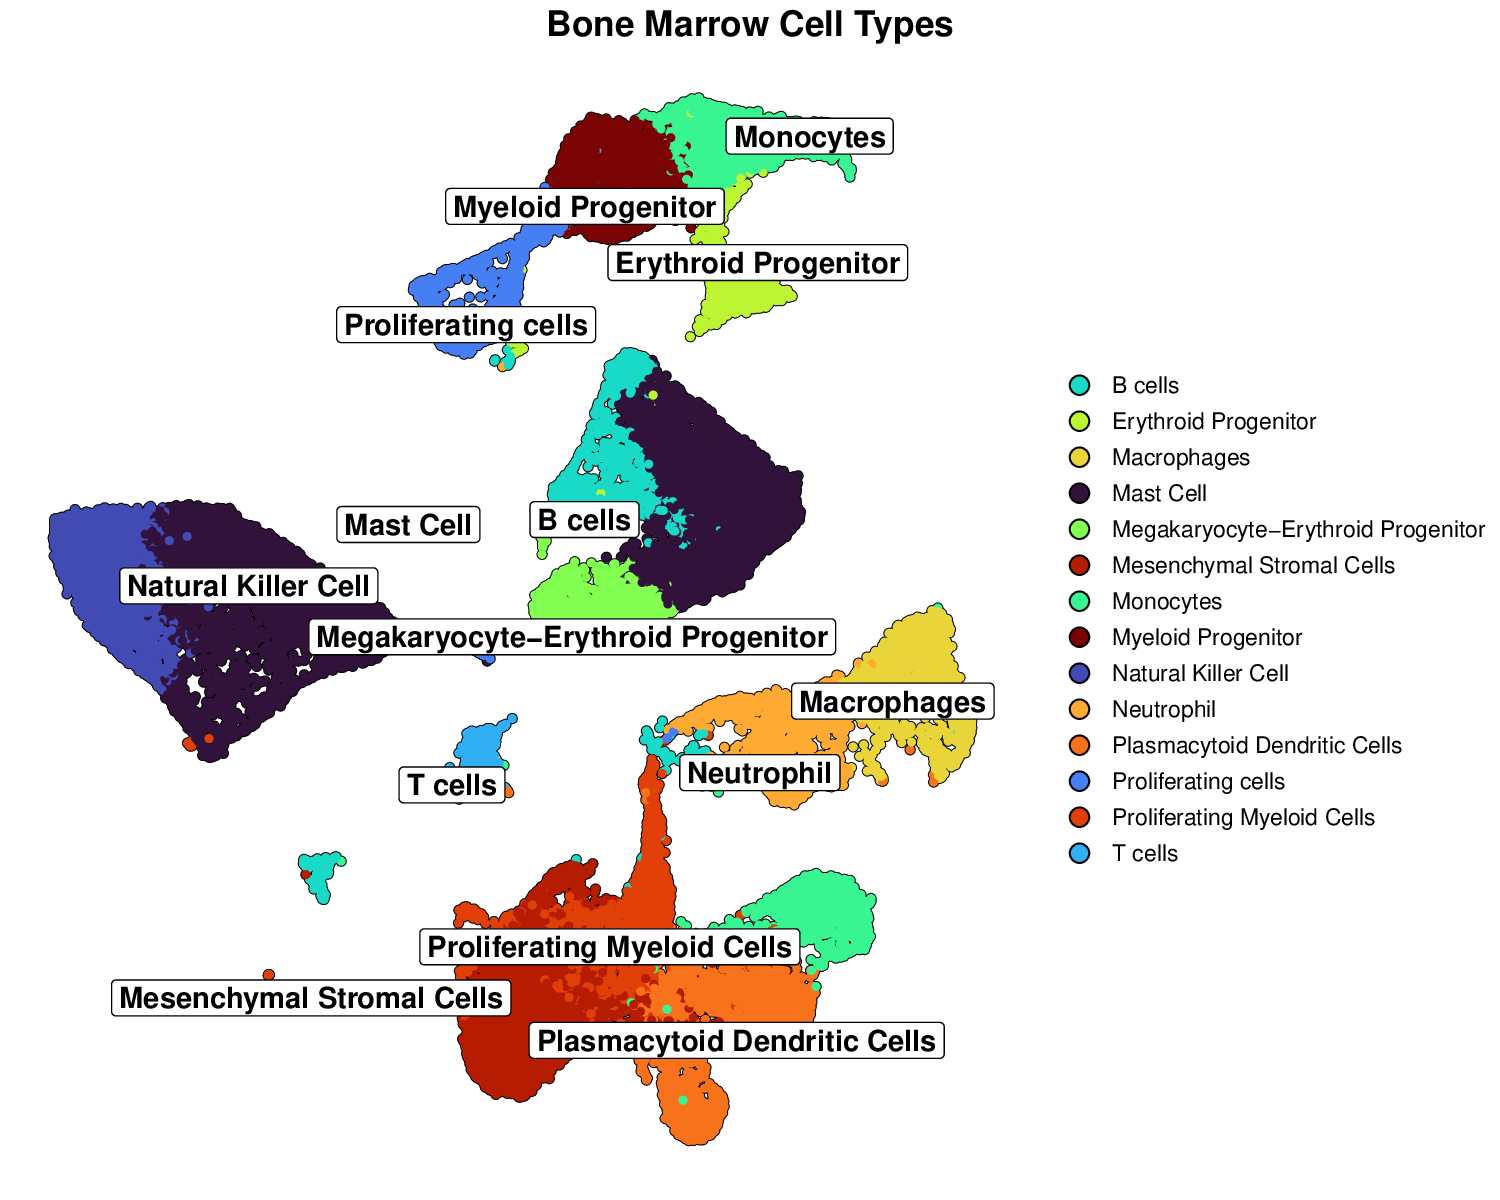 Bone Marrow Cell Types
Monocytes
Myeloid Progenitor
Erythroid Progenitor
Proliferating cells
B cells
Mast Cell
Natural Killer Cell
Megakaryocyte−Erythroid Progenitor
Macrophages
Neutrophil
T cells
Proliferating Myeloid Cells
Mesenchymal Stromal Cells
Plasmacytoid Dendritic Cells
B cells
Erythroid Progenitor
Macrophages
Mast Cell
Megakaryocyte−Erythroid Progenitor
Mesenchymal Stromal Cells
Monocytes
Myeloid Progenitor
Natural Killer Cell
Neutrophil
Plasmacytoid Dendritic Cells
Proliferating cells
Proliferating Myeloid Cells
T cells